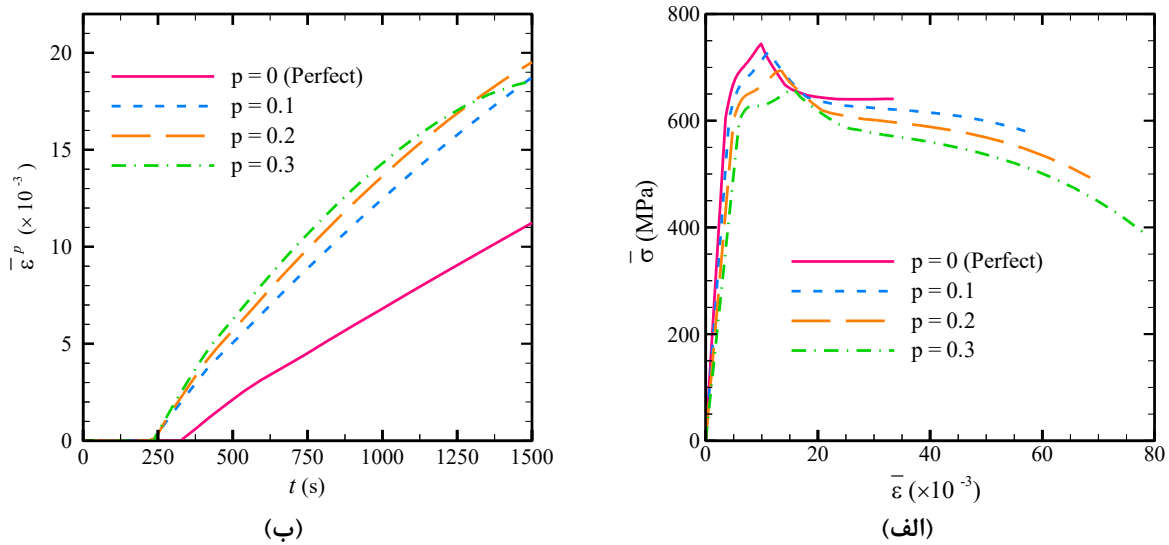 20
15
10
5
0
ε̅ ᵖ (× 10 ⁻³)
p = 0 (Perfect)
p = 0.1
p = 0.2
p = 0.3
0 250 500 750 1000 1250 1500
t (s)
(ب)
800
600
400
200
0
σ̅ (MPa)
p = 0 (Perfect)
p = 0.1
p = 0.2
p = 0.3
0 20 40 60 80
ε̅ (×10 ⁻³)
(الف)